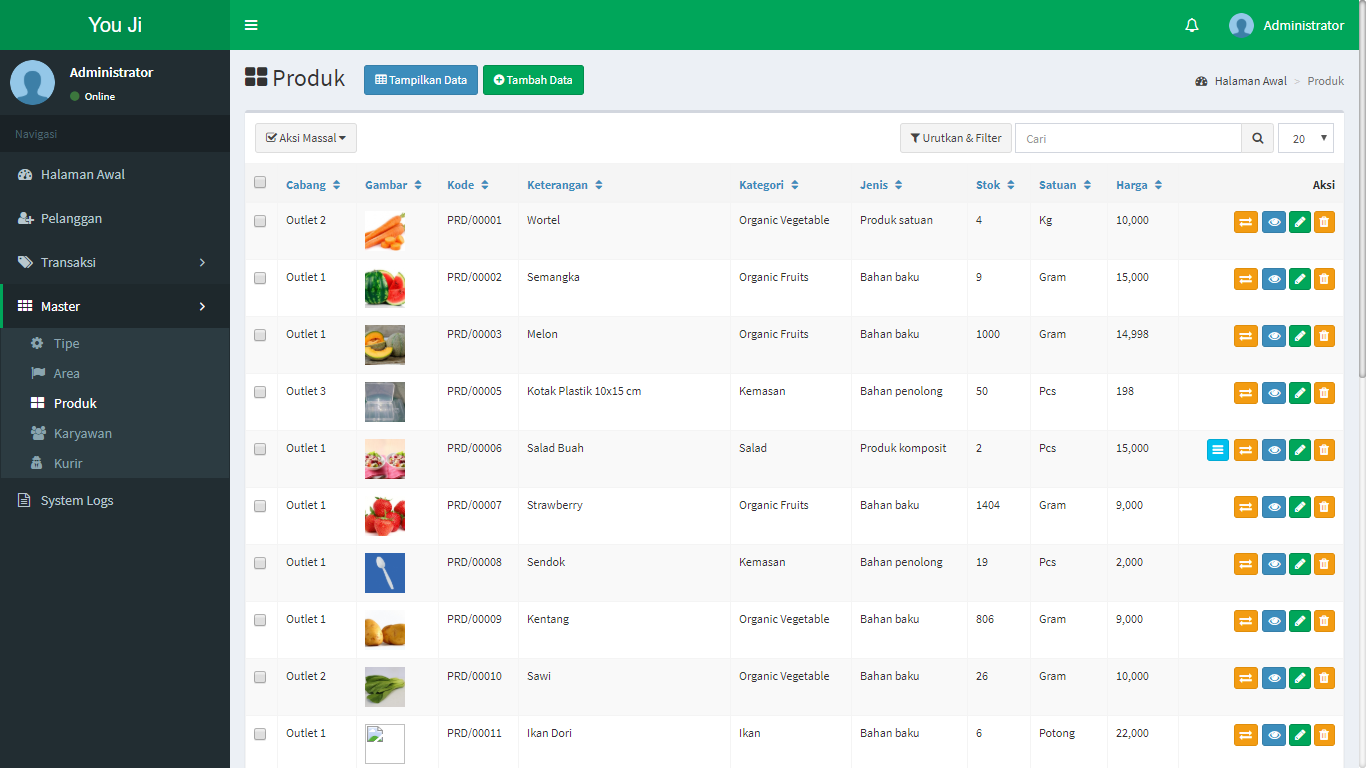 You Ji
Administrator
Administrator
Online
Navigasi
Halaman Awal
Pelanggan
Transaksi
Master
Tipe
Area
Produk
Karyawan
Kurir
System Logs
Produk
Tampilkan Data
Tambah Data
Halaman Awal > Produk
Aksi Massal
Urutkan & Filter
Cari
20
Cabang Gambar Kode Keterangan Kategori Jenis Stok Satuan Harga Aksi
Outlet 2 PRD/00001 Wortel Organic Vegetable Produk satuan 4 Kg 10,000
Outlet 1 PRD/00002 Semangka Organic Fruits Bahan baku 9 Gram 15,000
Outlet 1 PRD/00003 Melon Organic Fruits Bahan baku 1000 Gram 14,998
Outlet 3 PRD/00005 Kotak Plastik 10x15 cm Kemasan Bahan penolong 50 Pcs 198
Outlet 1 PRD/00006 Salad Buah Salad Produk komposit 2 Pcs 15,000
Outlet 1 PRD/00007 Strawberry Organic Fruits Bahan baku 1404 Gram 9,000
Outlet 1 PRD/00008 Sendok Kemasan Bahan penolong 19 Pcs 2,000
Outlet 1 PRD/00009 Kentang Organic Vegetable Bahan baku 806 Gram 9,000
Outlet 2 PRD/00010 Sawi Organic Vegetable Bahan baku 26 Gram 10,000
Outlet 1 PRD/00011 Ikan Dori Ikan Bahan baku 6 Potong 22,000